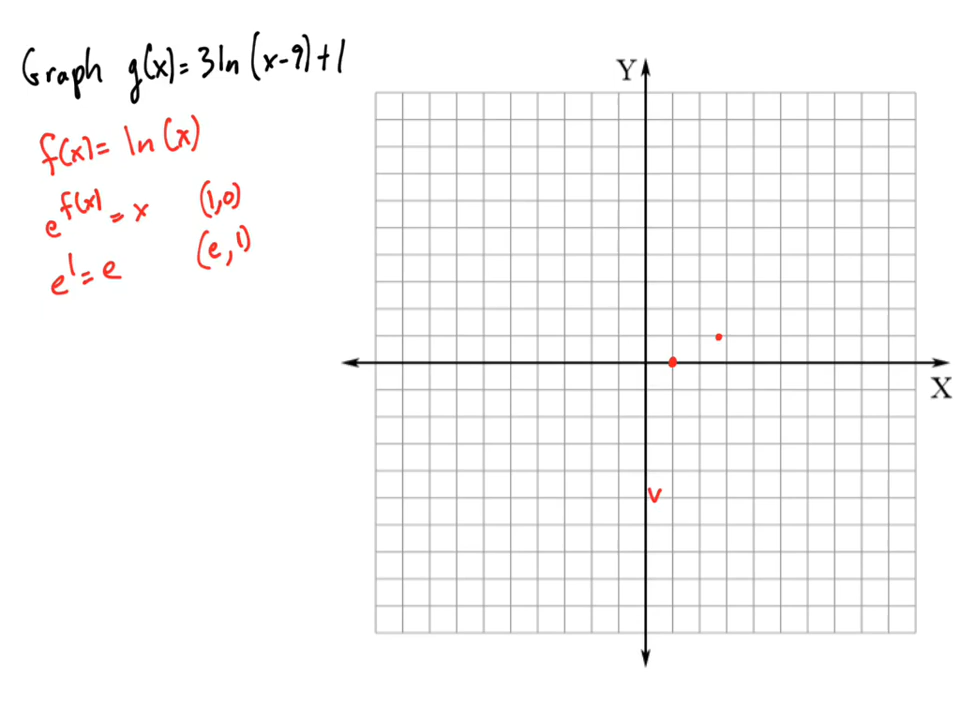 Graph g(x)=3ln(x-9)+1
f(x)= ln(x)
e^f(x) = x (1,0)
e^1 = e (e,1)
Y
X
v